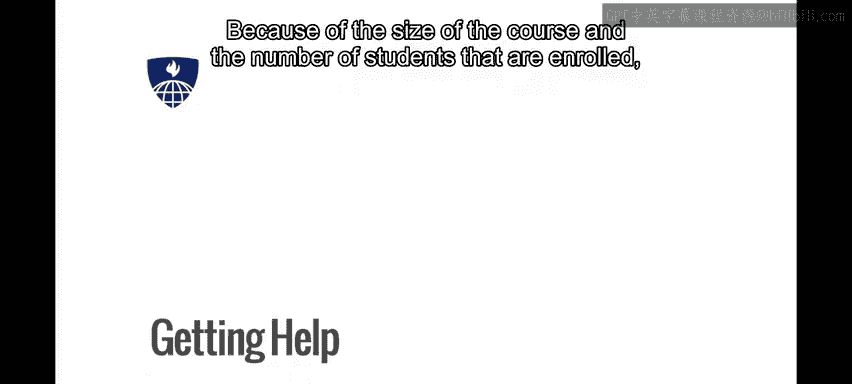 Because of the size of the course and
the number of students that are enrolled,
Getting Help